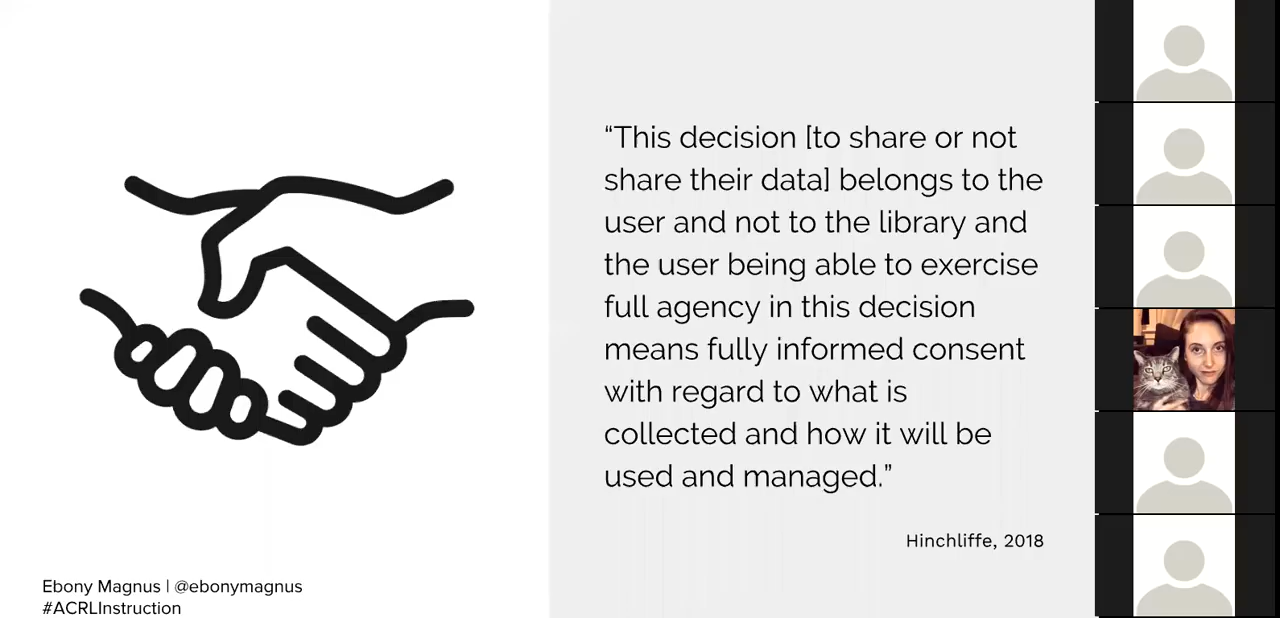 “This decision [to share or not
share their data] belongs to the
user and not to the library and
the user being able to exercise
full agency in this decision
means fully informed consent
with regard to what is
collected and how it will be
used and managed.”
Hinchliffe, 2018
Ebony Magnus | @ebonymagnus
#ACRLInstruction